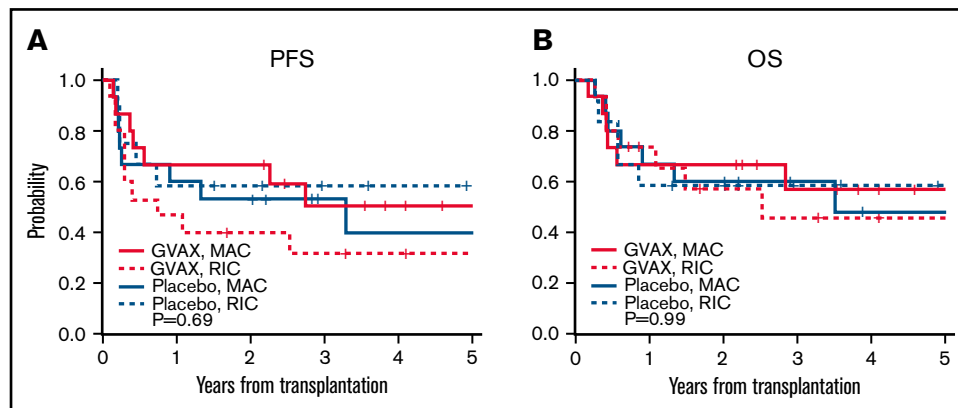 A
PFS
1.0
0.8
0.6
0.4
0.2
0.0
Probability
GVAX, MAC
GVAX, RIC
Placebo, MAC
Placebo, RIC
P=0.69
0 1 2 3 4 5
Years from transplantation
B
OS
1.0
0.8
0.6
0.4
0.2
0.0
GVAX, MAC
GVAX, RIC
Placebo, MAC
Placebo, RIC
P=0.99
0 1 2 3 4 5
Years from transplantation